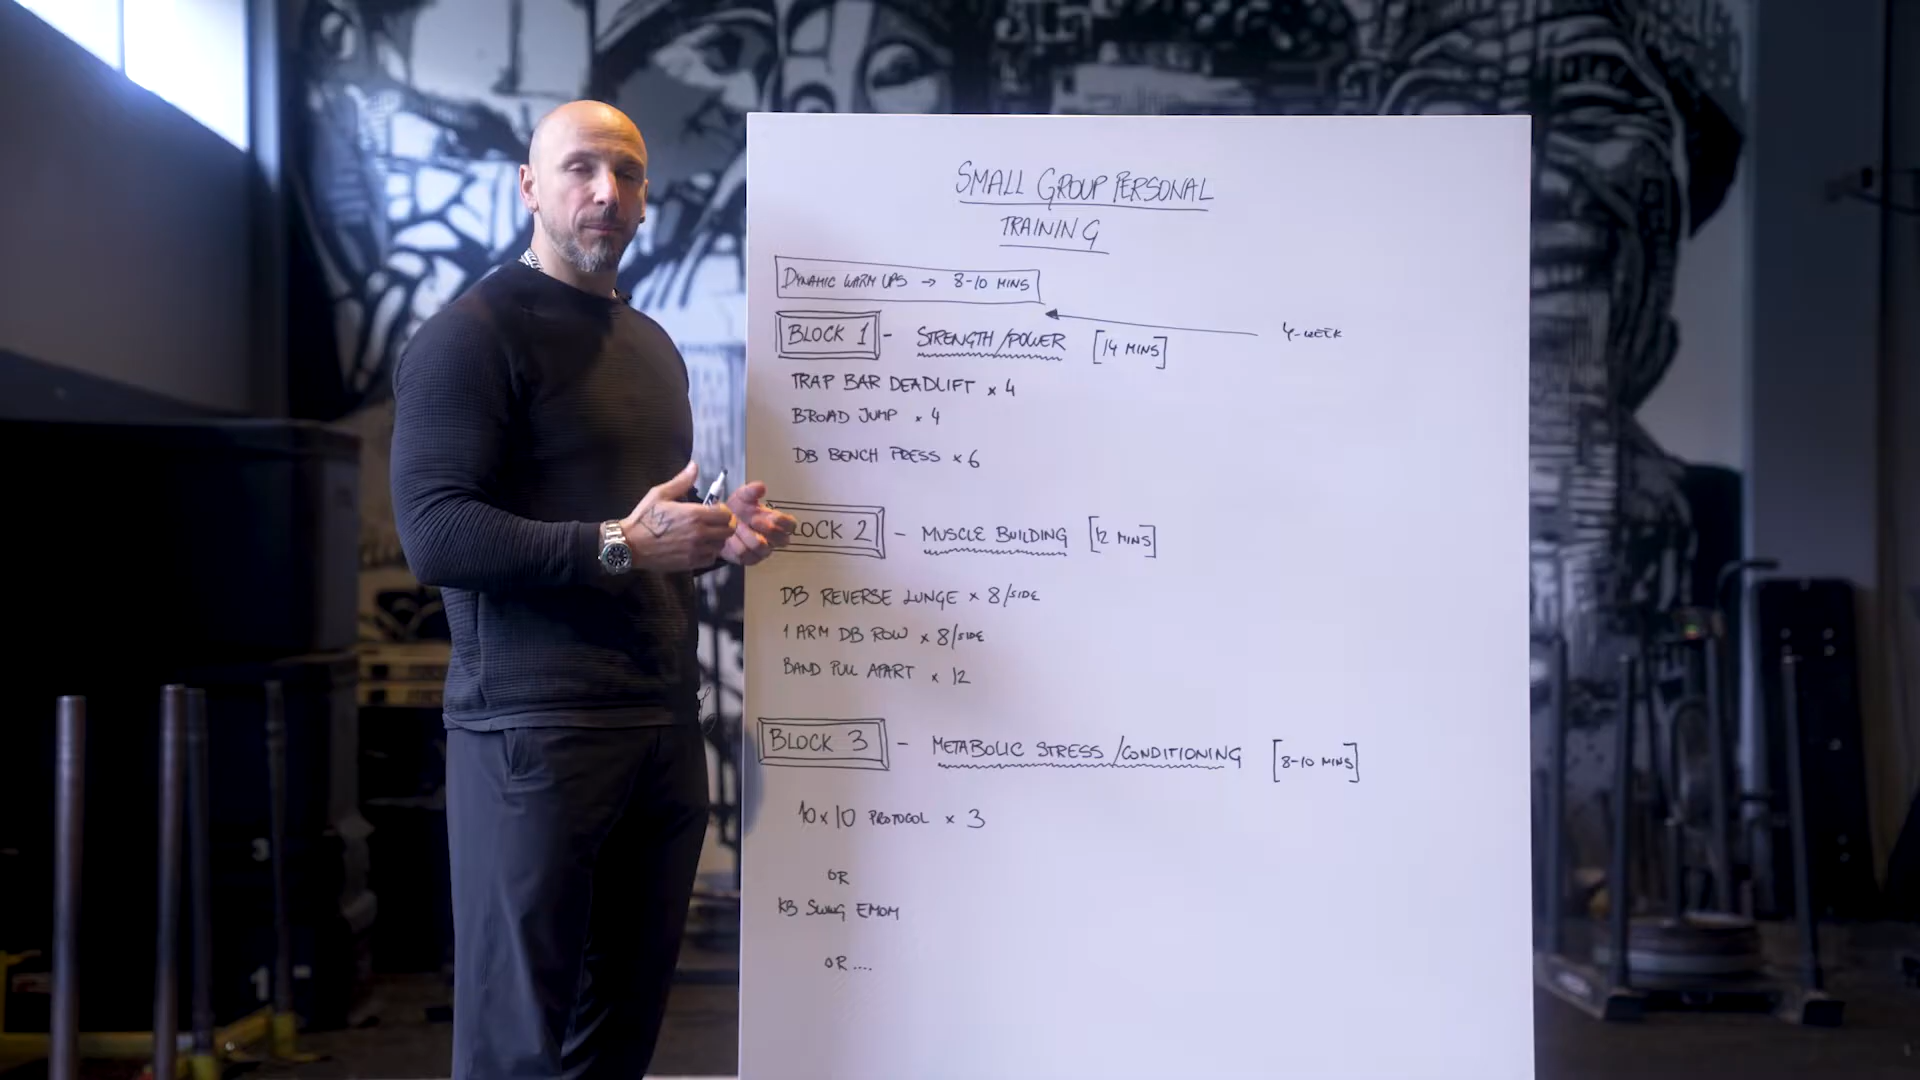 SMALL GROUP PERSONAL
TRAINING
DYNAMIC WARM UPS → 8-10 MINS
BLOCK 1 - STRENGTH/POWER [14 MINS]
4-WEEK
TRAP BAR DEADLIFT × 4
BROAD JUMP × 4
DB BENCH PRESS × 6
LOCK 2 - MUSCLE BUILDING [12 MINS]
DB REVERSE LUNGE × 8/SIDE
1 ARM DB ROW × 8/SIDE
BAND PULL APART × 12
BLOCK 3 - METABOLIC STRESS/CONDITIONING [8-10 MINS]
10×10 PROTOCOL × 3
OR
KB SWING EMOM
OR....
3
1